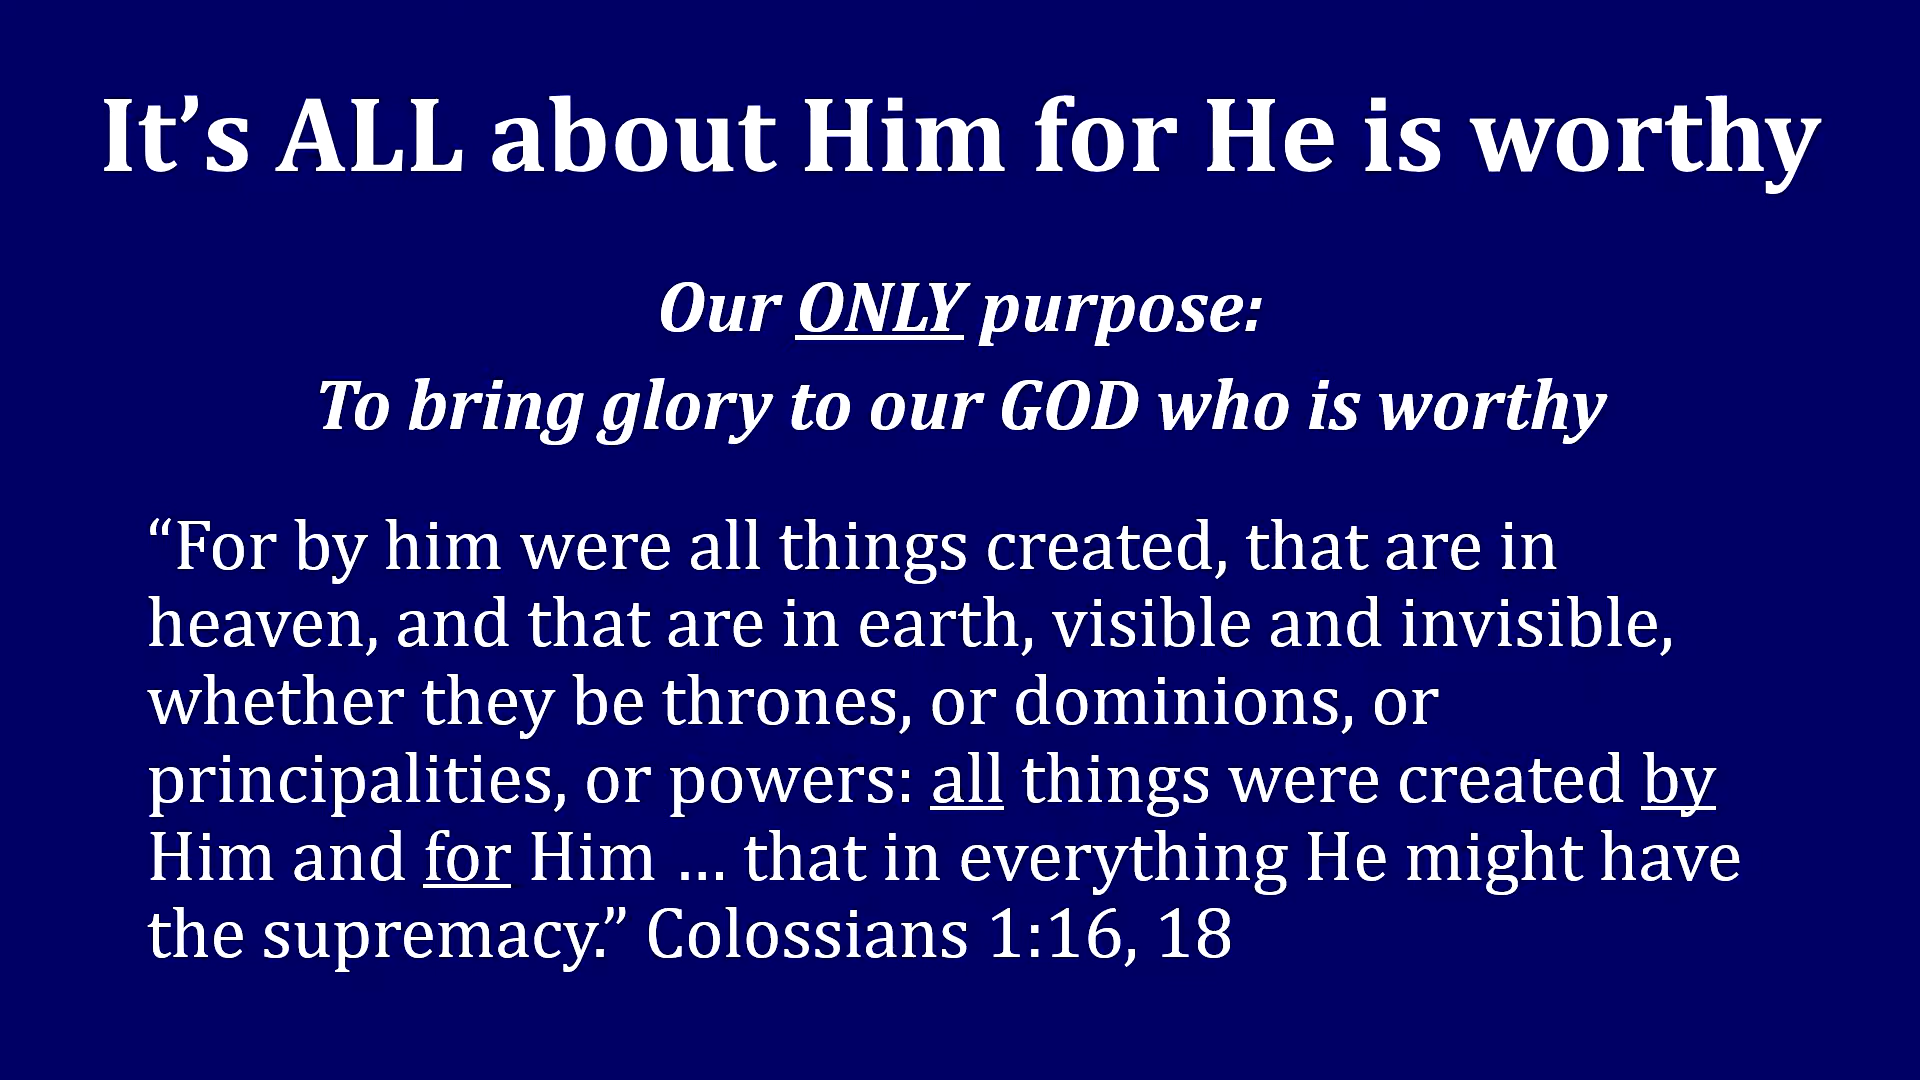 It’s ALL about Him for He is worthy
Our ONLY purpose:
To bring glory to our GOD who is worthy
“For by him were all things created, that are in
heaven, and that are in earth, visible and invisible,
whether they be thrones, or dominions, or
principalities, or powers: all things were created by
Him and for Him … that in everything He might have
the supremacy.” Colossians 1:16, 18